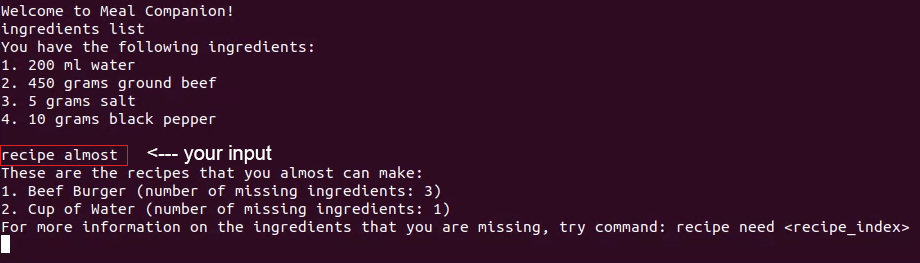 Welcome to Meal Companion!
ingredients list
You have the following ingredients:
1. 200 ml water
2. 450 grams ground beef
3. 5 grams salt
4. 10 grams black pepper
recipe almost <--- your input
These are the recipes that you almost can make:
1. Beef Burger (number of missing ingredients: 3)
2. Cup of Water (number of missing ingredients: 1)
For more information on the ingredients that you are missing, try command: recipe need <recipe_index>